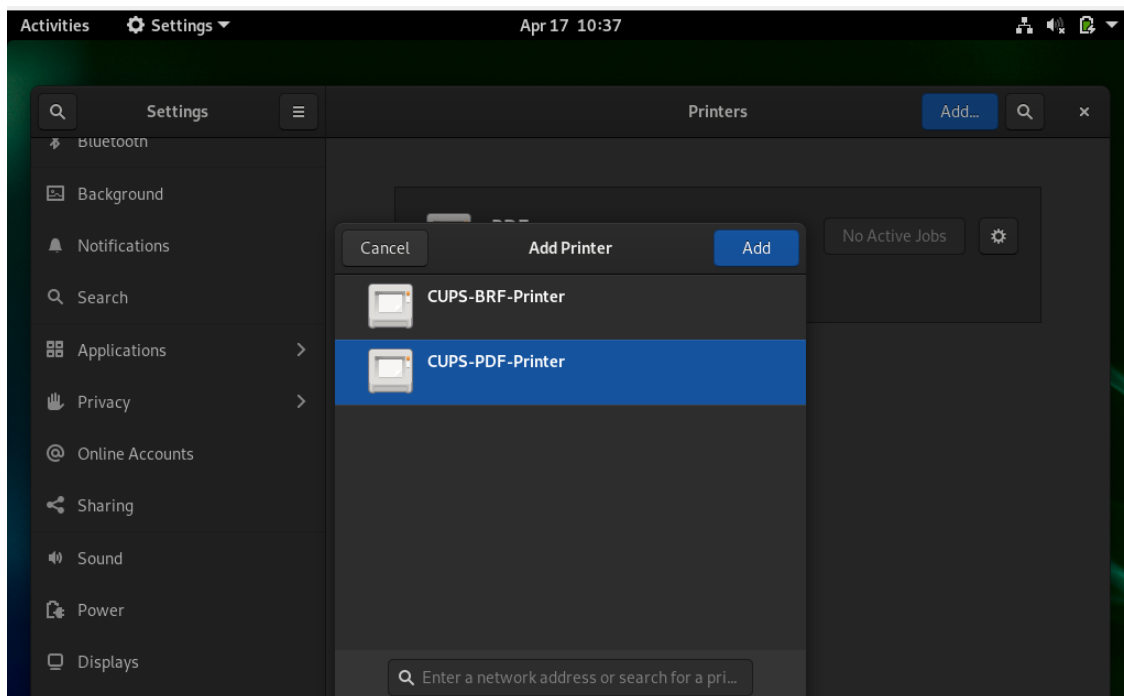 Activities Settings Apr 17 10:37
Settings Printers Add...
Bluetooth
Background
Notifications No Active Jobs
Cancel Add Printer Add
CUPS-BRF-Printer
Search
Applications
CUPS-PDF-Printer
Privacy
Online Accounts
Sharing
Sound
Power
Displays
Enter a network address or search for a pri...